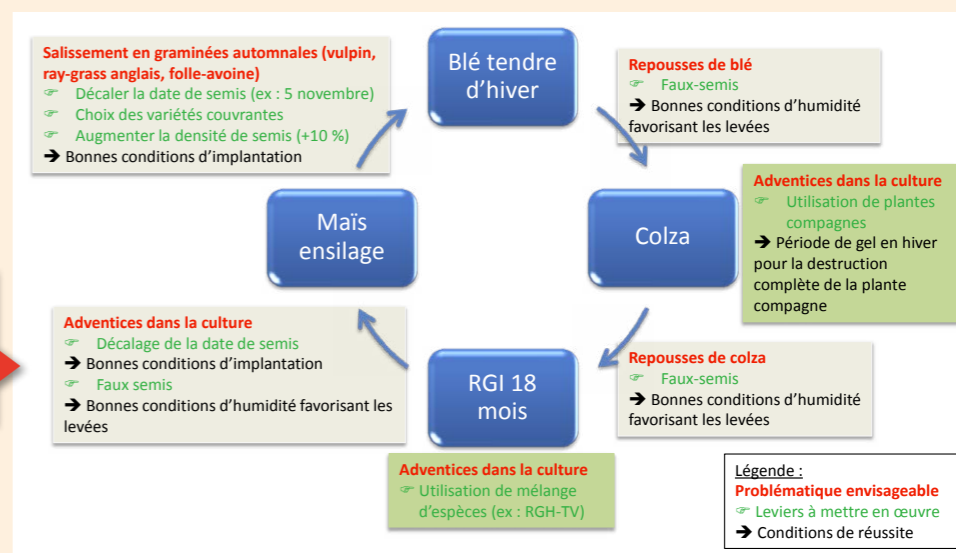 Salissement en graminées automnales (vulpin,
ray-grass anglais, folle-avoine)
☞ Décaler la date de semis (ex : 5 novembre)
☞ Choix des variétés couvrantes
☞ Augmenter la densité de semis (+10 %)
➔ Bonnes conditions d'implantation
Blé tendre
d'hiver
Repousses de blé
☞ Faux-semis
➔ Bonnes conditions d'humidité
favorisant les levées
Maïs
ensilage
Colza
Adventices dans la culture
☞ Utilisation de plantes
compagnes
➔ Période de gel en hiver
pour la destruction
complète de la plante
compagne
Adventices dans la culture
☞ Décalage de la date de semis
➔ Bonnes conditions d'implantation
☞ Faux semis
➔ Bonnes conditions d'humidité favorisant les
levées
RGI 18
mois
Repousses de colza
☞ Faux-semis
➔ Bonnes conditions d'humidité
favorisant les levées
Adventices dans la culture
☞ Utilisation de mélange
d'espèces (ex : RGH-TV)
Légende :
Problématique envisageable
☞ Leviers à mettre en œuvre
➔ Conditions de réussite